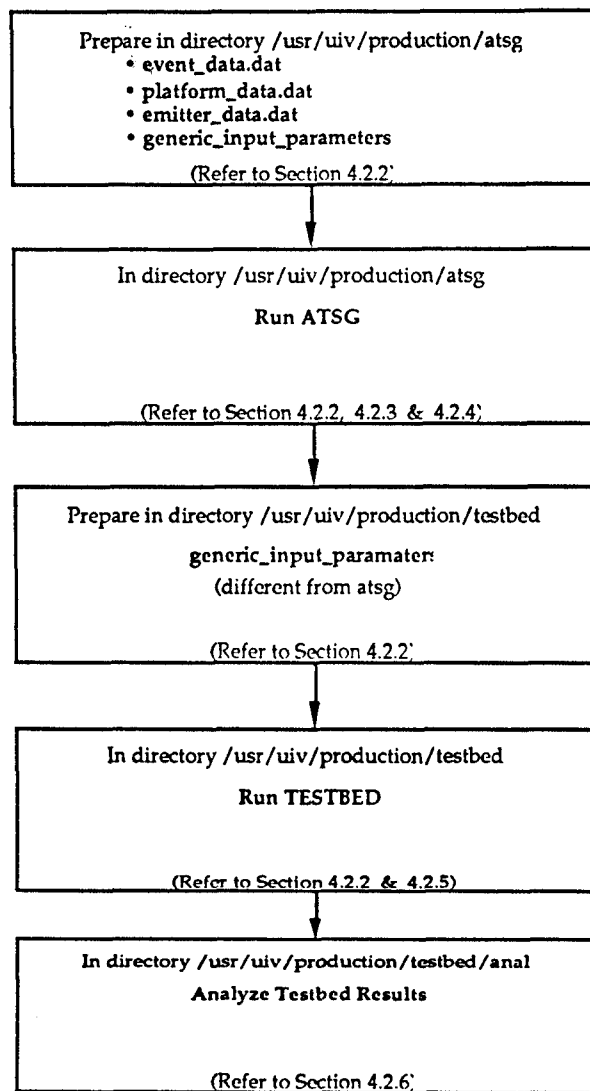 Prepare in directory /usr/uiv/production/atsg
• event_data.dat
• platform_data.dat
• emitter_data.dat
• generic_input_parameters
(Refer to Section 4.2.2)
In directory /usr/uiv/production/atsg
Run ATSG
(Refer to Section 4.2.2, 4.2.3 & 4.2.4)
Prepare in directory /usr/uiv/production/testbed
generic_input_paramaters
(different from atsg)
(Refer to Section 4.2.2)
In directory /usr/uiv/production/testbed
Run TESTBED
(Refer to Section 4.2.2 & 4.2.5)
In directory /usr/uiv/production/testbed/anal
Analyze Testbed Results
(Refer to Section 4.2.6)